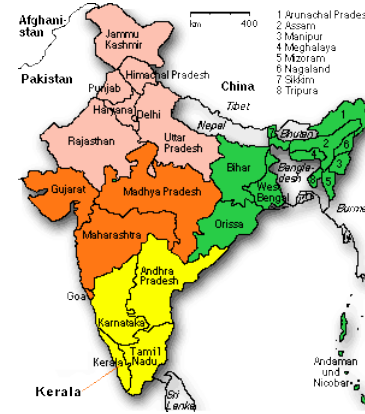 Afghani-
stan
Pakistan
km 400
1 Arunachal Prades
2 Assam
3 Manipur
4 Meghalaya
5 Mizoram
6 Nagaland
7 Sikkim
8 Tripura
China
Tibet
Nepal
Bhutan
Bangla-
desh
Burme
Jammu
Kashmir
Himachal Pradesh
Punjab
Haryana
Delhi
Rajasthan
Uttar
Pradesh
Bihar
West
Bengal
Orissa
Gujarat
Madhya Pradesh
Maharashtra
Andhra
Pradesh
Goa
Karnataka
Kerala
Tamil
Nadu
Kerala
Sri
Lanka
Andaman
und
Nicobar
7
1
2
6
3
4
8
5